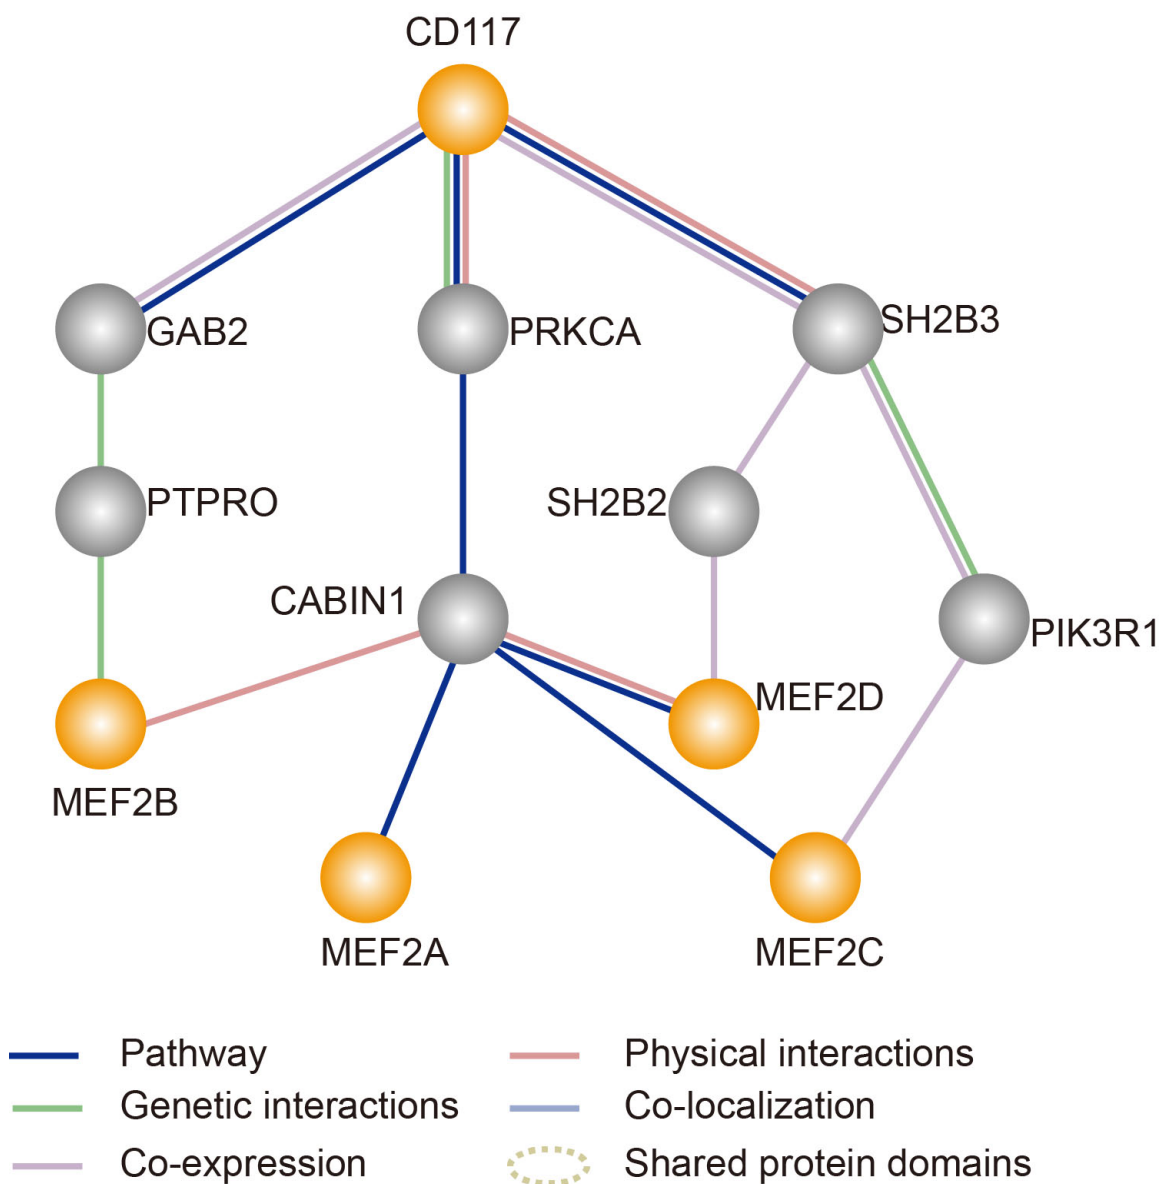 CD117
GAB2
PRKCA
SH2B3
PTPRO
SH2B2
CABIN1
PIK3R1
MEF2D
MEF2B
MEF2A
MEF2C
Pathway
Physical interactions
Genetic interactions
Co-localization
Co-expression
Shared protein domains